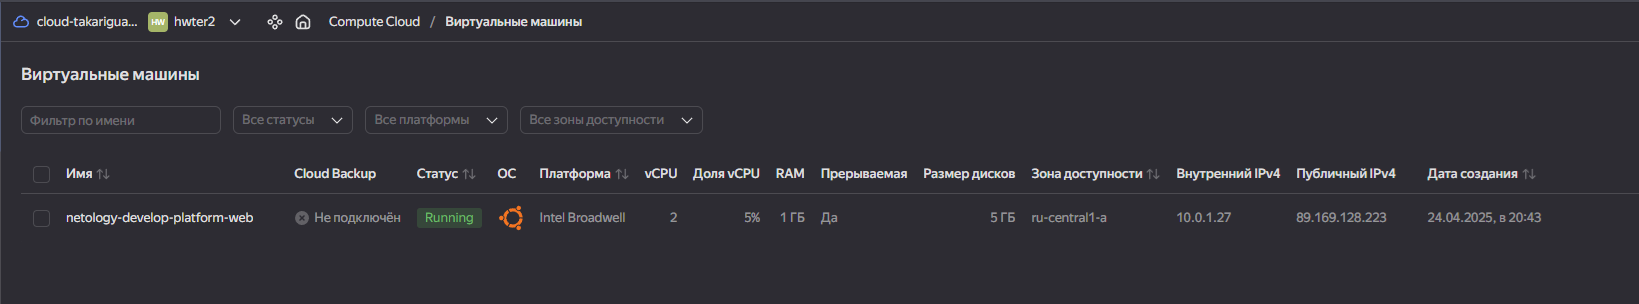 cloud-takarigua... HW hwter2 Compute Cloud / Виртуальные машины
Виртуальные машины
Фильтр по имени Все статусы Все платформы Все зоны доступности
Имя Cloud Backup Статус ОС Платформа vCPU Доля vCPU RAM Прерываемая Размер дисков Зона доступности Внутренний IPv4 Публичный IPv4 Дата создания
netology-develop-platform-web Не подключён Running Intel Broadwell 2 5% 1 ГБ Да 5 ГБ ru-central1-a 10.0.1.27 89.169.128.223 24.04.2025, в 20:43